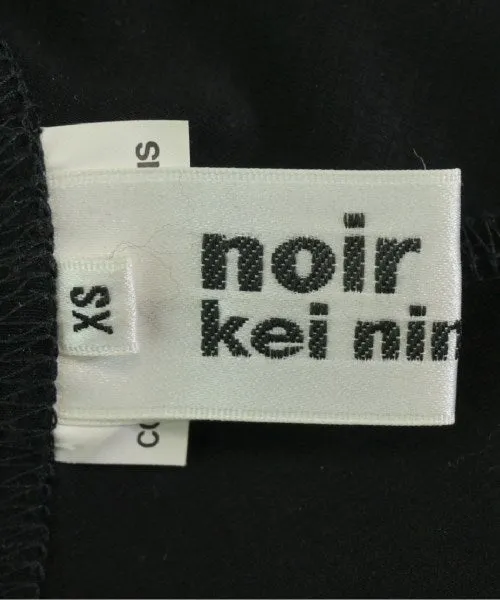 noir
kei nin
XS